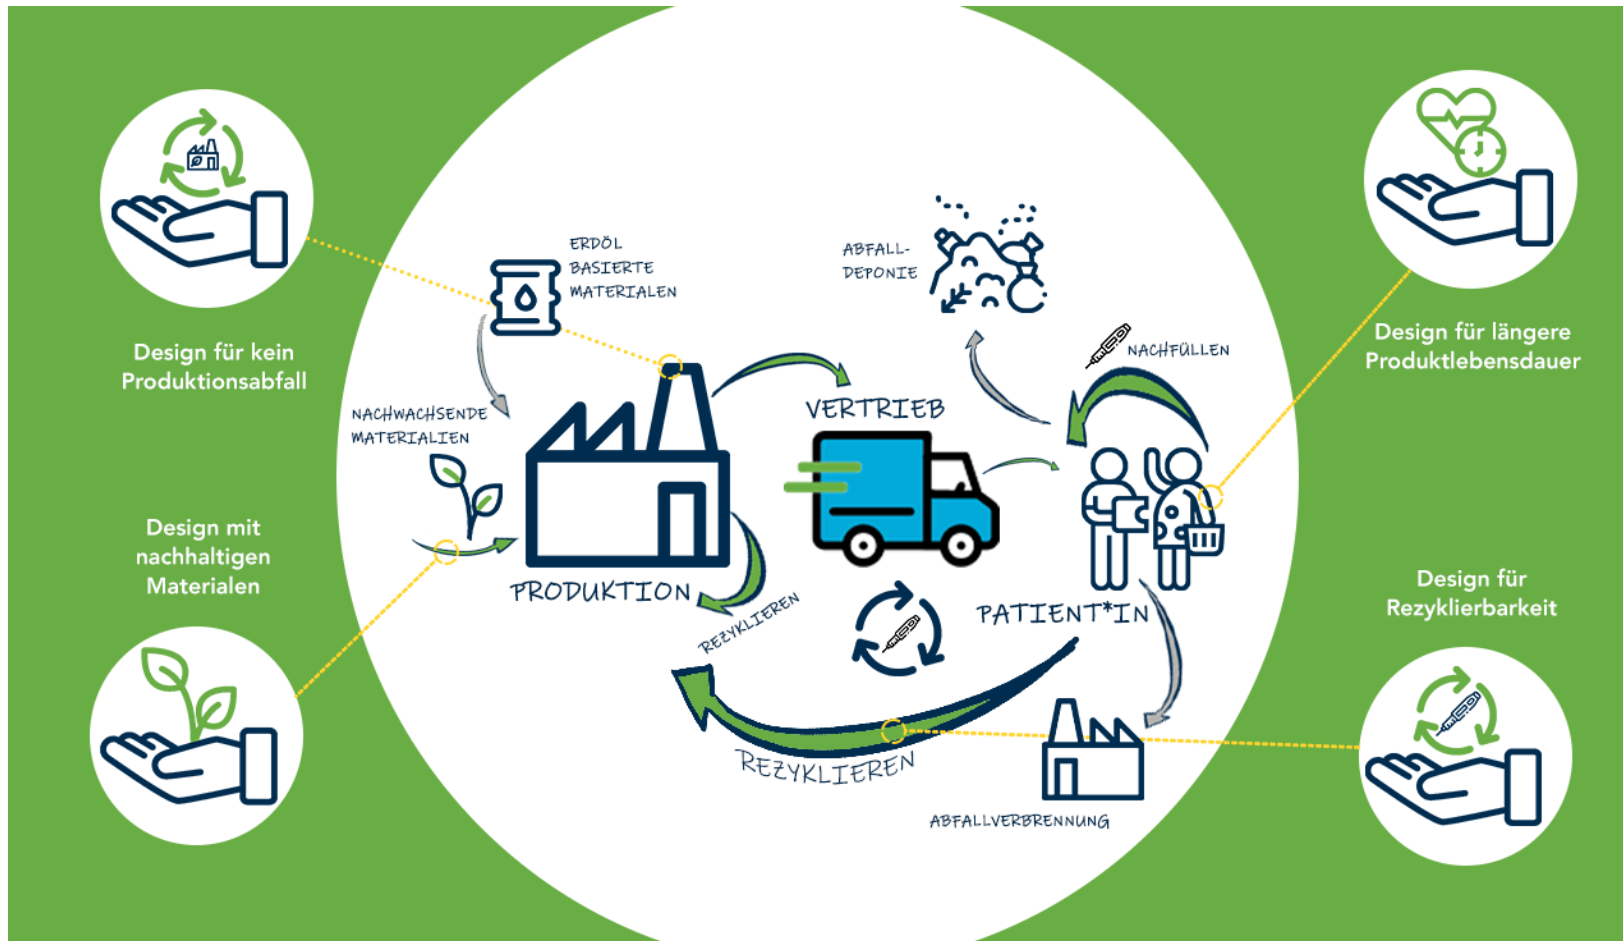 Design für kein
Produktionsabfall
Design mit
nachhaltigen
Materialen
ERDÖL
BASIERTE
MATERIALEN
NACHWACHSENDE
MATERIALIEN
PRODUKTION
REZYKLIEREN
VERTRIEB
ABFALL-
DEPONIE
NACHFÜLLEN
PATIENT*IN
REZYKLIEREN
ABFALLVERBRENNUNG
Design für längere
Produktlebensdauer
Design für
Rezyklierbarkeit